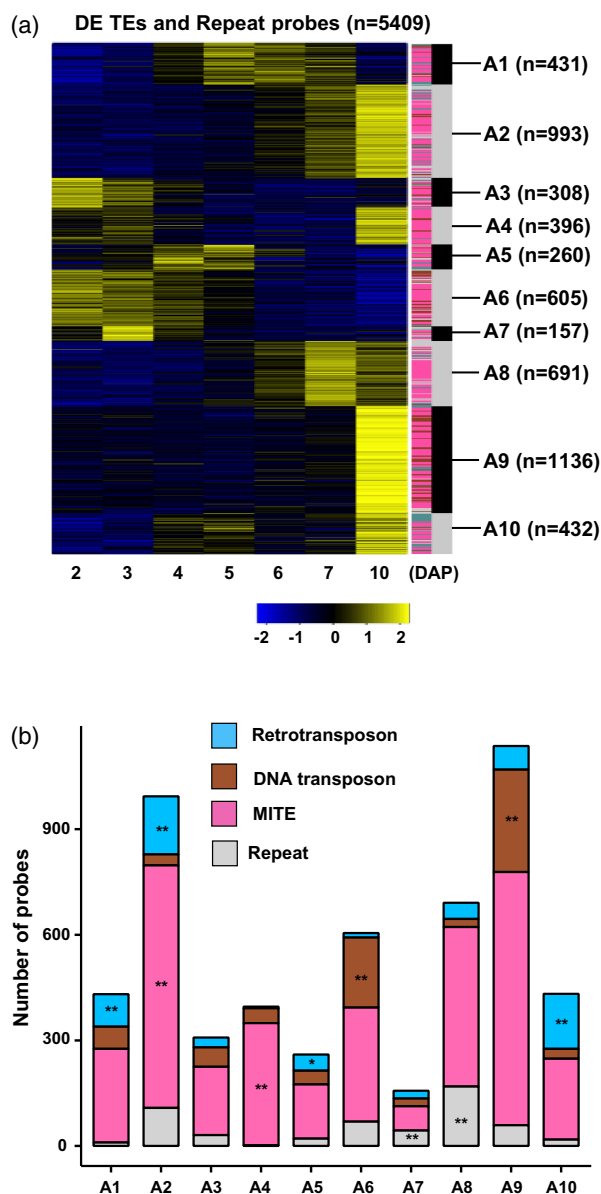 (a)
DE TEs and Repeat probes (n=5409)
A1 (n=431)
A2 (n=993)
A3 (n=308)
A4 (n=396)
A5 (n=260)
A6 (n=605)
A7 (n=157)
A8 (n=691)
A9 (n=1136)
A10 (n=432)
2 3 4 5 6 7 10 (DAP)
-2 -1 0 1 2
(b)
Retrotransposon
DNA transposon
MITE
Repeat
Number of probes
900
600
300
0
**
**
**
**
*
**
**
**
**
**
A1 A2 A3 A4 A5 A6 A7 A8 A9 A10